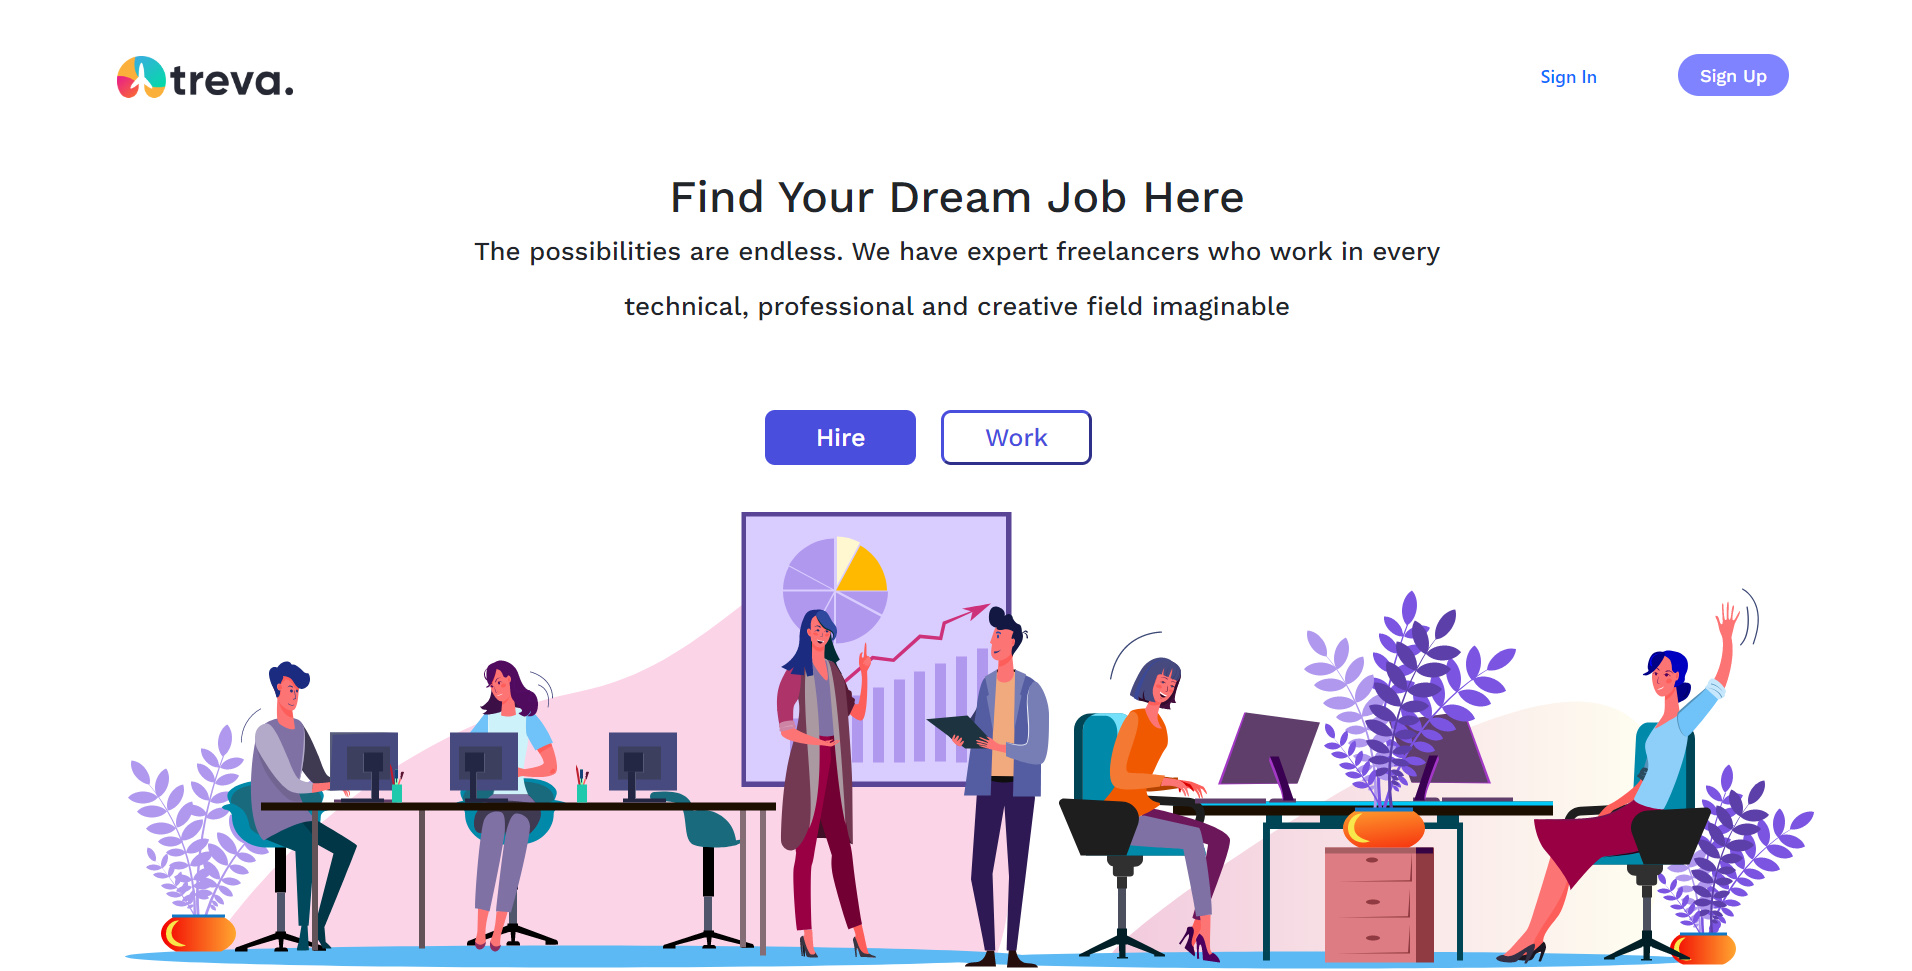 treva.
Sign In
Sign Up
Find Your Dream Job Here
The possibilities are endless. We have expert freelancers who work in every
technical, professional and creative field imaginable
Hire
Work